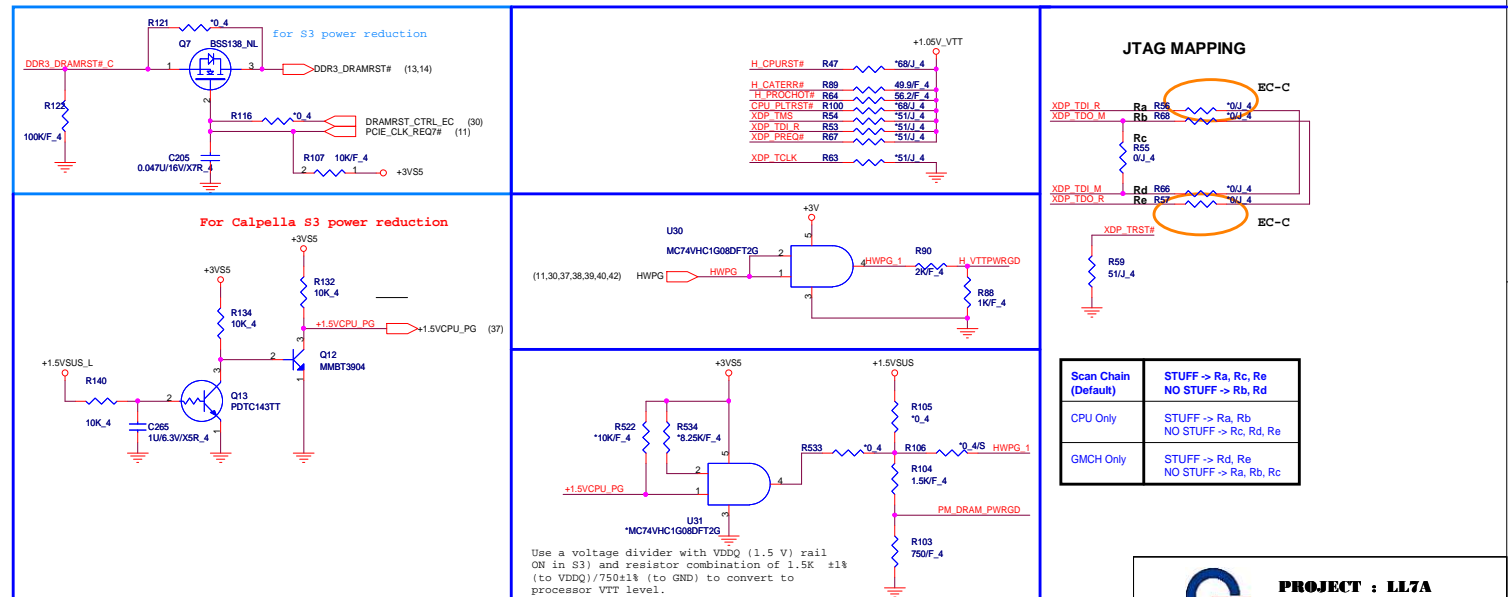 R121
*0_4
for S3 power reduction
Q7
BSS138_NL
DDR3_DRAMRST#_C
1
3
DDR3_DRAMRST# (13,14)
2
R122
100K/F_4
R116
*0_4
DRAMRST_CTRL_EC (30)
PCIE_CLK_REQ7# (11)
C205
0.047U/16V/X7R_4
R107 10K/F_4
2
1
+3VS5
+1.05V_VTT
H_CPURST# R47 *68/J_4
H_CATERR# R89 49.9/F_4
H_PROCHOT# R64 56.2/F_4
CPU_PLTRST# R100 *68/J_4
XDP_TMS R54 *51/J_4
XDP_TDI_R R53 *51/J_4
XDP_PREQ# R67 *51/J_4
XDP_TCLK R63 *51/J_4
JTAG MAPPING
EC-C
XDP_TDI_R Ra R56 *0/J_4
XDP_TDO_M Rb R68 *0/J_4
Rc
R55
0/J_4
XDP_TDI_M Rd R66 *0/J_4
XDP_TDO_R Re R57 *0/J_4
EC-C
XDP_TRST#
R59
51/J_4
For Calpella S3 power reduction
+3VS5
+3VS5
R132
10K_4
R134
10K_4
+1.5VCPU_PG
+1.5VCPU_PG (37)
3
2
Q12
MMBT3904
1
+1.5VSUS_L
R140
10K_4
3
2
Q13
PDTC143TT
1
C265
1U/6.3V/X5R_4
+3V
U30
MC74VHC1G08DFT2G
5
2
1
4
3
(11,30,37,38,39,40,42) HWPG
HWPG
HWPG_1
R90
2K/F_4
H_VTTPWRGD
R88
1K/F_4
+3VS5
+1.5VSUS
R522
*10K/F_4
R534
*8.25K/F_4
R105
*0_4
5
2
1
4
3
R533 *0_4
R106 *0_4/S HWPG_1
R104
1.5K/F_4
+1.5VCPU_PG
U31
*MC74VHC1G08DFT2G
PM_DRAM_PWRGD
R103
750/F_4
Use a voltage divider with VDDQ (1.5 V) rail
ON in S3) and resistor combination of 1.5K ±1%
(to VDDQ)/750±1% (to GND) to convert to
processor VTT level.
Scan Chain
(Default)
STUFF -> Ra, Rc, Re
NO STUFF -> Rb, Rd
CPU Only
STUFF -> Ra, Rb
NO STUFF -> Rc, Rd, Re
GMCH Only
STUFF -> Rd, Re
NO STUFF -> Ra, Rb, Rc
PROJECT : LL7A